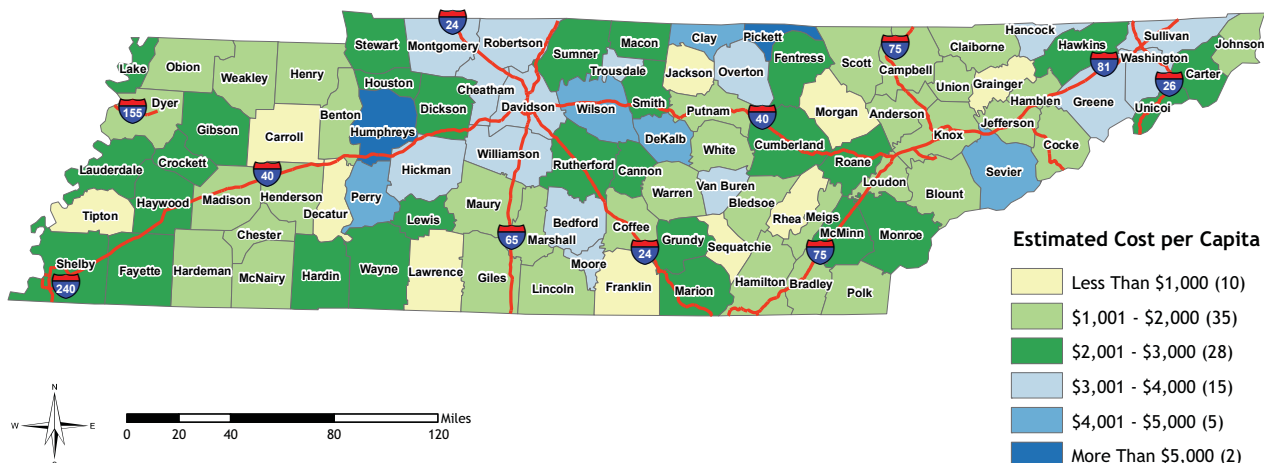 24
Hancock
Sullivan
Stewart
Montgomery
Robertson
Macon
Clay
Pickett
75
Claiborne
Hawkins
Johnson
Lake
Obion
Weakley
Henry
Sumner
Trousdale
Jackson
Overton
Fentress
Scott
Campbell
Union
Grainger
81
Washington
Carter
26
Houston
Cheatham
Dickson
Davidson
Wilson
Smith
Putnam
Morgan
Anderson
Hamblen
Greene
Unicoi
155
Dyer
Gibson
Carroll
Benton
Humphreys
DeKalb
White
40
Cumberland
Knox
Jefferson
Cocke
Lauderdale
Crockett
40
Hickman
Williamson
Rutherford
Cannon
Roane
Loudon
Sevier
Tipton
Haywood
Madison
Henderson
Decatur
Perry
Lewis
Maury
Warren
Van Buren
Bledsoe
Rhea
Meigs
Blount
Shelby
Fayette
Hardeman
Chester
McNairy
Hardin
Wayne
Lawrence
Giles
65
Marshall
Bedford
Coffee
24
Grundy
Sequatchie
McMinn
Monroe
75
240
Moore
Lincoln
Franklin
Marion
Hamilton
Bradley
Polk
Estimated Cost per Capita
Less Than $1,000 (10)
$1,001 - $2,000 (35)
$2,001 - $3,000 (28)
$3,001 - $4,000 (15)
$4,001 - $5,000 (5)
More Than $5,000 (2)
N
W
E
Miles
0 20 40 80 120